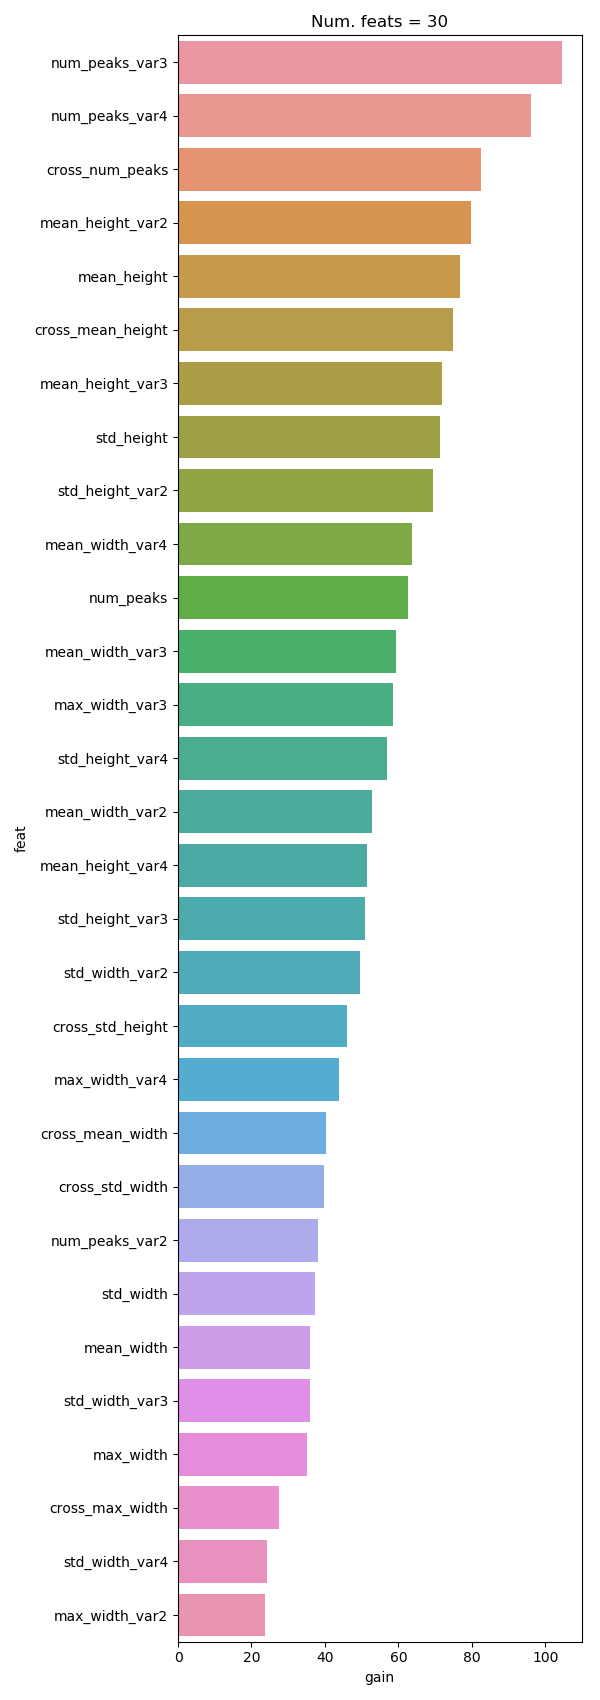 Num. feats = 30
num_peaks_var3
num_peaks_var4
cross_num_peaks
mean_height_var2
mean_height
cross_mean_height
mean_height_var3
std_height
std_height_var2
mean_width_var4
num_peaks
mean_width_var3
max_width_var3
std_height_var4
mean_width_var2
mean_height_var4
std_height_var3
std_width_var2
cross_std_height
max_width_var4
cross_mean_width
cross_std_width
num_peaks_var2
std_width
mean_width
std_width_var3
max_width
cross_max_width
std_width_var4
max_width_var2
feat
0 20 40 60 80 100
gain